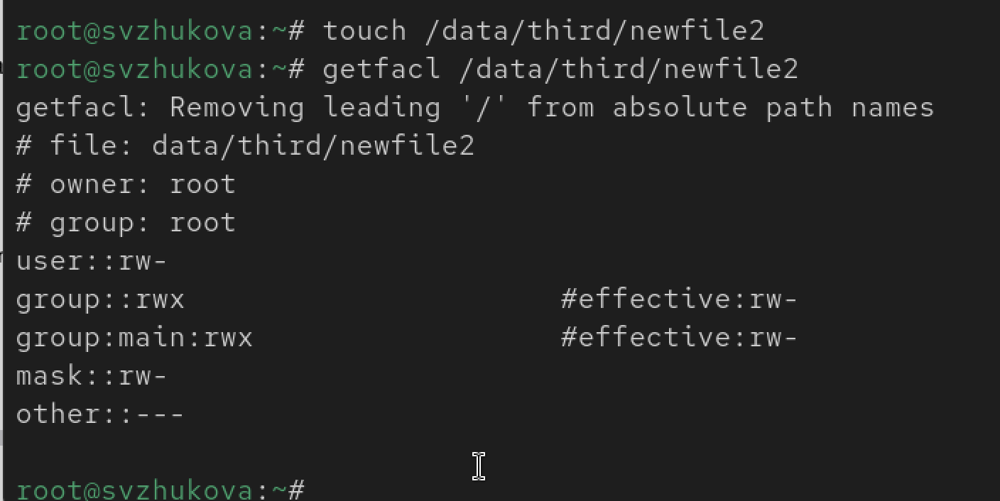 root@svzhukova:~# touch /data/third/newfile2
root@svzhukova:~# getfacl /data/third/newfile2
getfacl: Removing leading '/' from absolute path names
# file: data/third/newfile2
# owner: root
# group: root
user::rw-
group::rwx #effective:rw-
group:main:rwx #effective:rw-
mask::rw-
other::---
root@svzhukova:~#